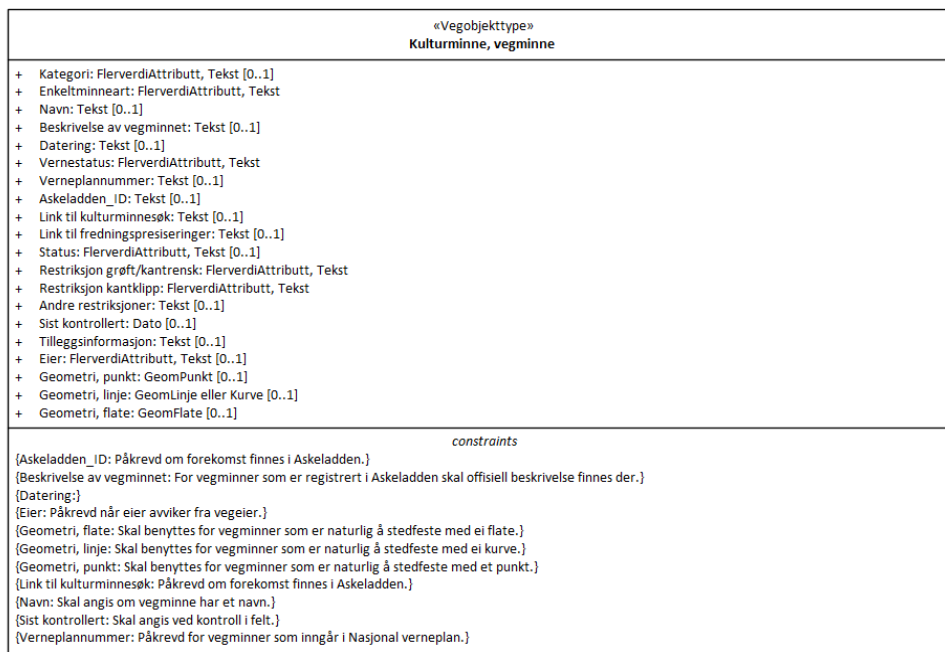 «Vegobjekttype»
Kulturminne, vegminne
+ Kategori: FlerverdiAttributt, Tekst [0..1]
+ Enkeltminneart: FlerverdiAttributt, Tekst
+ Navn: Tekst [0..1]
+ Beskrivelse av vegminnet: Tekst [0..1]
+ Datering: Tekst [0..1]
+ Vernestatus: FlerverdiAttributt, Tekst
+ Verneplannummer: Tekst [0..1]
+ Askeladden_ID: Tekst [0..1]
+ Link til kulturminnesøk: Tekst [0..1]
+ Link til fredningspresiseringer: Tekst [0..1]
+ Status: FlerverdiAttributt, Tekst [0..1]
+ Restriksjon grøft/kantrensk: FlerverdiAttributt, Tekst
+ Restriksjon kantklipp: FlerverdiAttributt, Tekst
+ Andre restriksjoner: Tekst [0..1]
+ Sist kontrollert: Dato [0..1]
+ Tilleggsinformasjon: Tekst [0..1]
+ Eier: FlerverdiAttributt, Tekst [0..1]
+ Geometri, punkt: GeomPunkt [0..1]
+ Geometri, linje: GeomLinje eller Kurve [0..1]
+ Geometri, flate: GeomFlate [0..1]
constraints
{Askeladden_ID: Påkrevd om forekomst finnes i Askeladden.}
{Beskrivelse av vegminnet: For vegminner som er registrert i Askeladden skal offisiell beskrivelse finnes der.}
{Datering:}
{Eier: Påkrevd når eier avviker fra vegeier.}
{Geometri, flate: Skal benyttes for vegminner som er naturlig å stedfeste med ei flate.}
{Geometri, linje: Skal benyttes for vegminner som er naturlig å stedfeste med ei kurve.}
{Geometri, punkt: Skal benyttes for vegminner som er naturlig å stedfeste med et punkt.}
{Link til kulturminnesøk: Påkrevd om forekomst finnes i Askeladden.}
{Navn: Skal angis om vegminne har et navn.}
{Sist kontrollert: Skal angis ved kontroll i felt.}
{Verneplannummer: Påkrevd for vegminner som inngår i Nasjonal verneplan.}